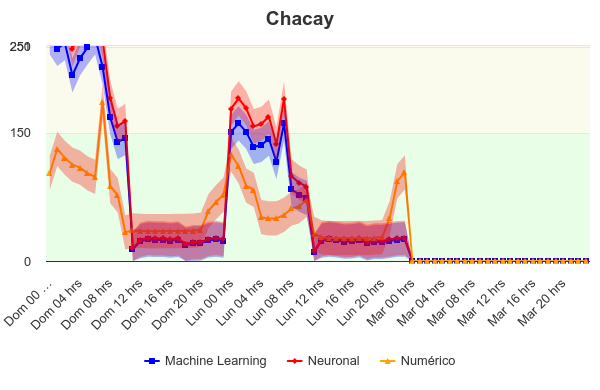 Chacay
150
0
Dom 00 ...
Dom 04 hrs
Dom 08 hrs
Dom 12 hrs
Dom 16 hrs
Dom 20 hrs
Lun 00 hrs
Lun 04 hrs
Lun 08 hrs
Lun 12 hrs
Lun 16 hrs
Lun 20 hrs
Mar 00 hrs
Mar 04 hrs
Mar 08 hrs
Mar 12 hrs
Mar 16 hrs
Mar 20 hrs
Machine Learning
Neuronal
Numérico